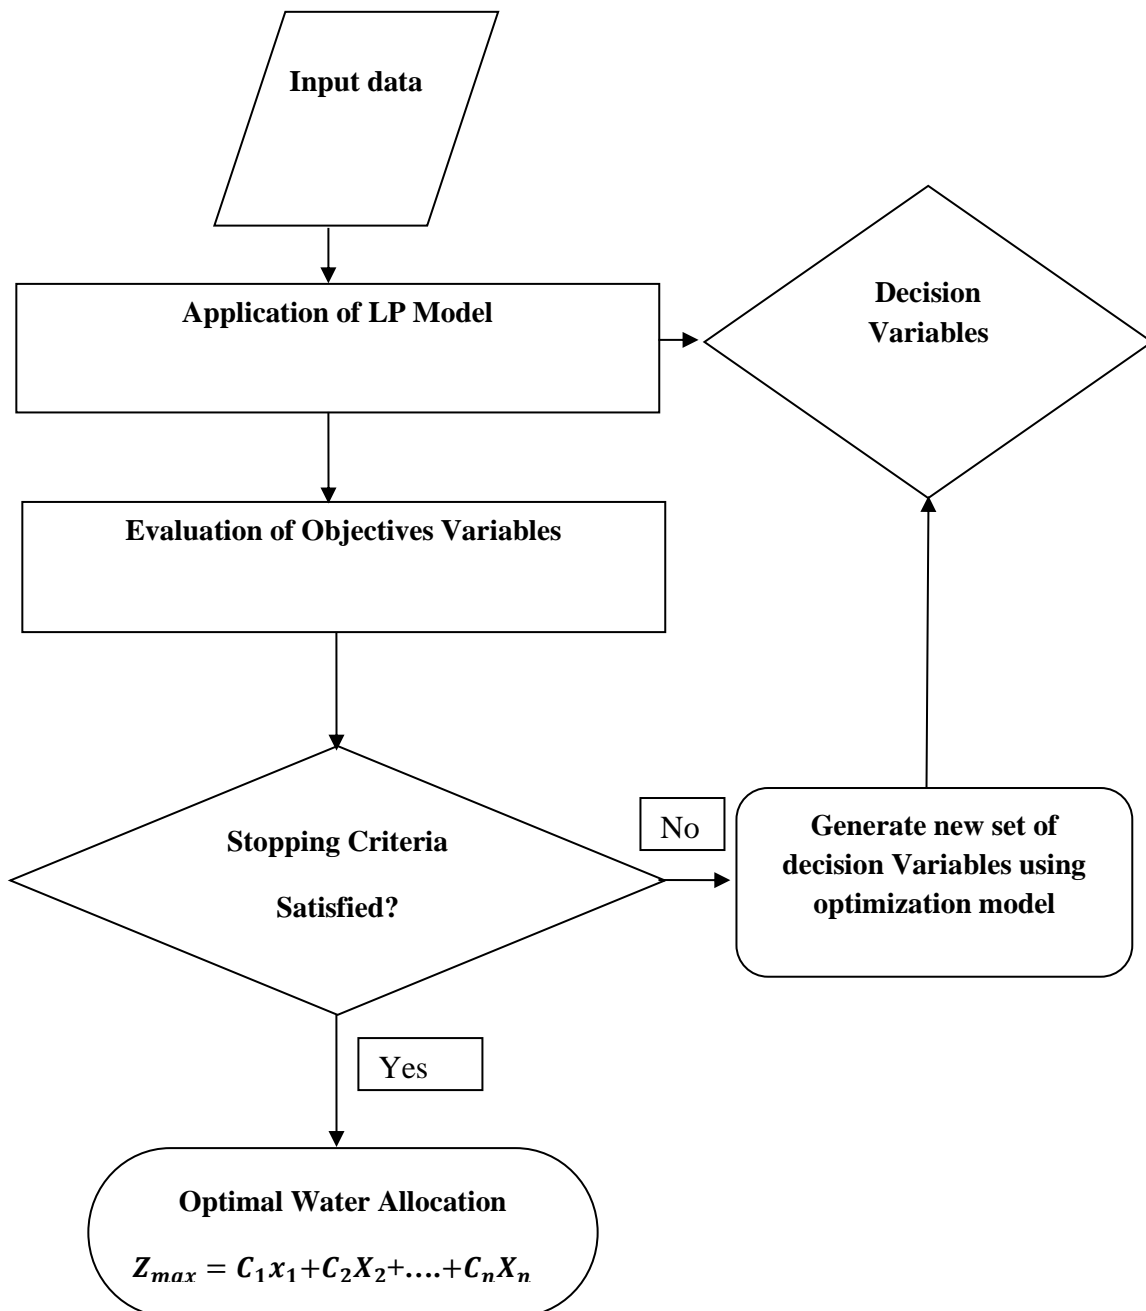 Input data
Application of LP Model
Decision
Variables
Evaluation of Objectives Variables
Stopping Criteria
Satisfied?
No
Generate new set of
decision Variables using
optimization model
Yes
Optimal Water Allocation
Z_max = C_1x_1+C_2X_2+....+C_nX_n